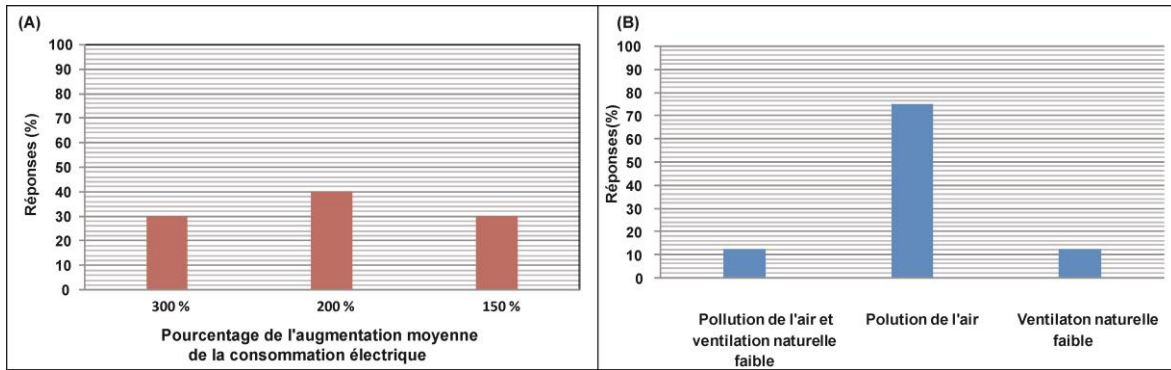 (A)
Réponses (%)
100
90
80
70
60
50
40
30
20
10
0
300 %
200 %
150 %
Pourcentage de l'augmentation moyenne
de la consommation électrique
(B)
Réponses(%)
100
90
80
70
60
50
40
30
20
10
0
Pollution de l'air et
ventilation naturelle
faible
Polution de l'air
Ventilaton naturelle
faible